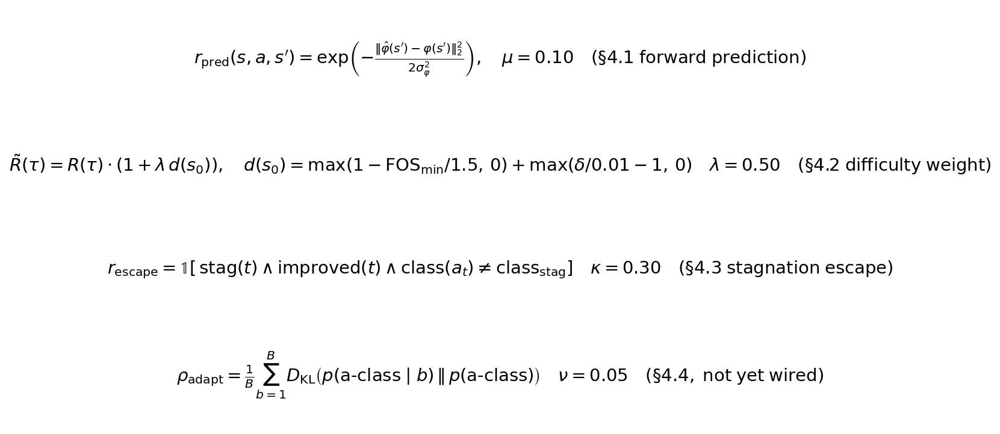 r_pred(s, a, s′) = exp(−‖φ̂(s′) − φ(s′)‖₂² / 2σ_φ²),   μ = 0.10   (§4.1 forward prediction)
R̃(τ) = R(τ) · (1 + λ d(s₀)),   d(s₀) = max(1 − FOS_min/1.5, 0) + max(δ/0.01 − 1, 0)   λ = 0.50   (§4.2 difficulty weight)
r_escape = 𝟙[ stag(t) ∧ improved(t) ∧ class(a_t) ≠ class_stag]   κ = 0.30   (§4.3 stagnation escape)
ρ_adapt = 1/B ∑_{b=1}^{B} D_KL(p(a-class | b) ‖ p(a-class))   ν = 0.05   (§4.4, not yet wired)